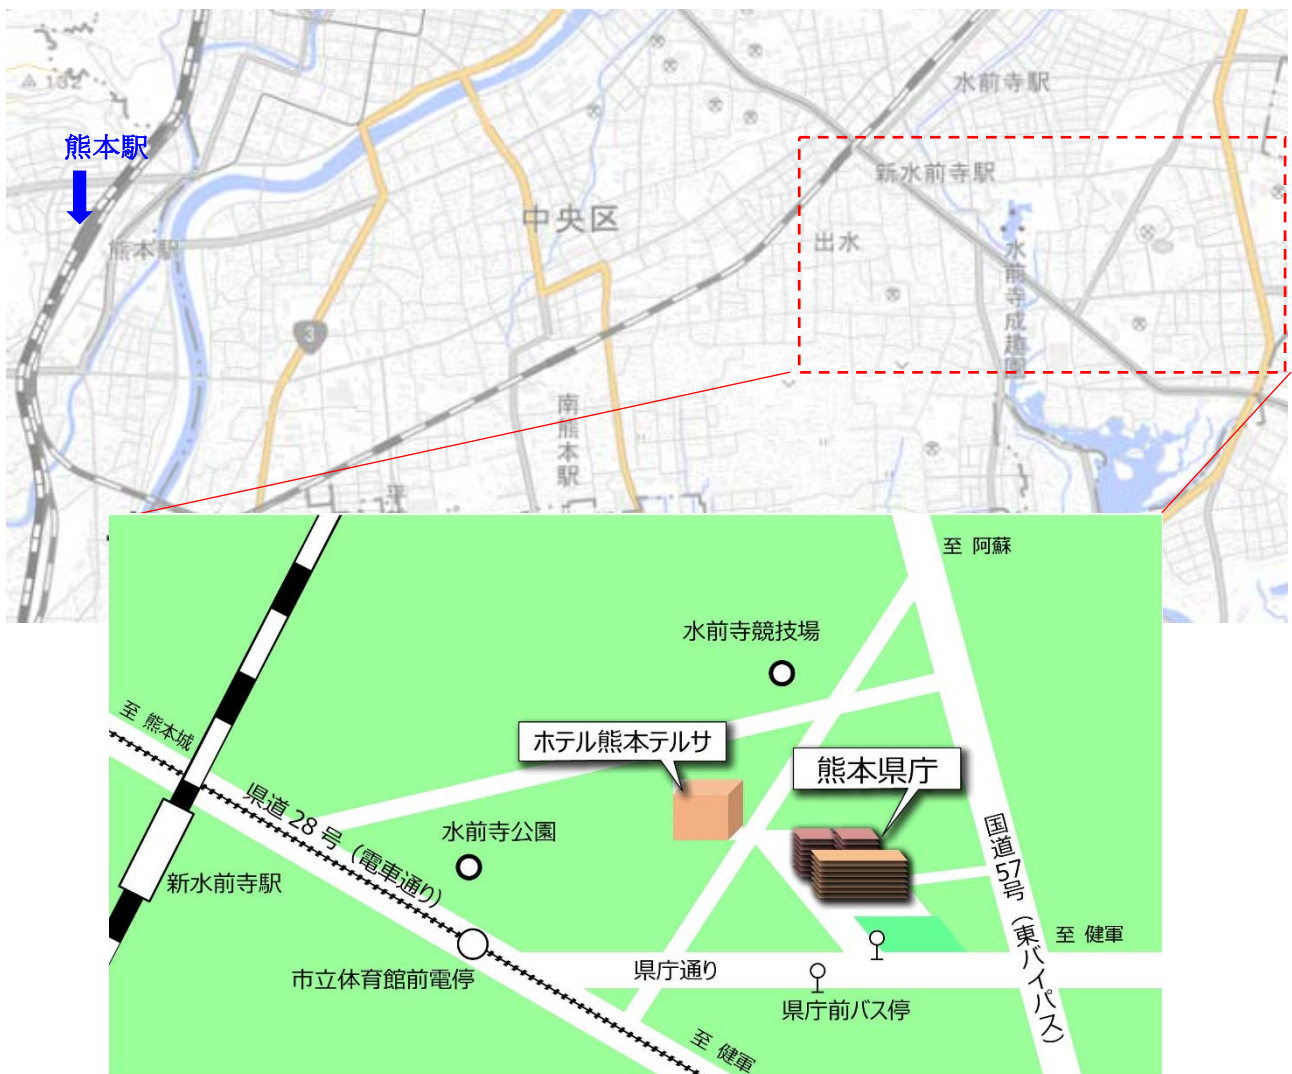 132
水前寺駅
熊本駅
新水前寺駅
中央区
出水
熊本駅
水前寺成趣園
3
南熊本駅
平
至 阿蘇
水前寺競技場
至 熊本城
ホテル熊本テルサ
熊本県庁
県道 28 号（電車通り）
水前寺公園
国道57号（東バイパス）
新水前寺駅
至 健軍
県庁通り
市立体育館前電停
県庁前バス停
至 健軍